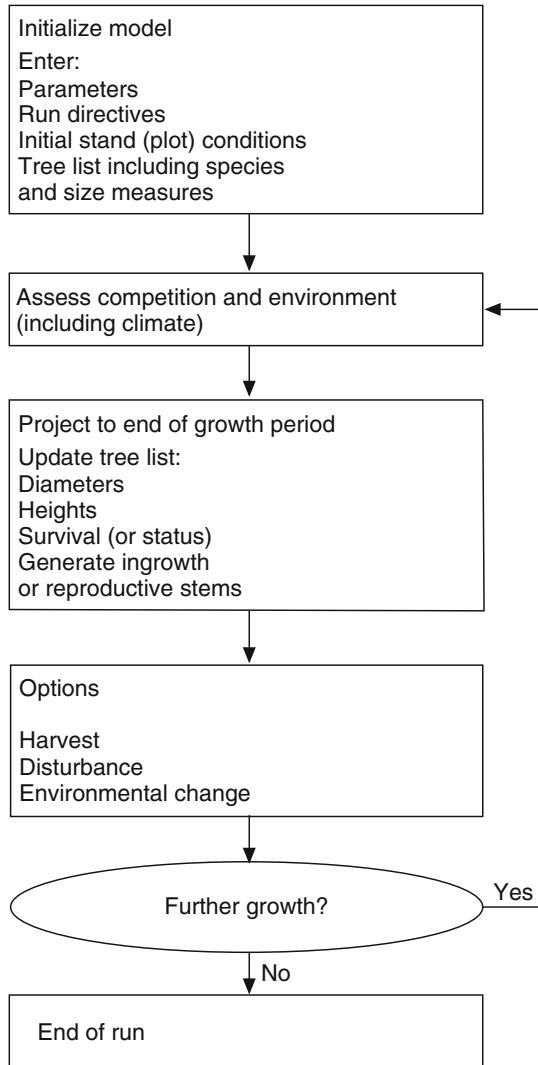 Initialize model
Enter:
Parameters
Run directives
Initial stand (plot) conditions
Tree list including species
and size measures
Assess competition and environment
(including climate)
Project to end of growth period
Update tree list:
Diameters
Heights
Survival (or status)
Generate ingrowth
or reproductive stems
Options
Harvest
Disturbance
Environmental change
Further growth?
Yes
No
End of run